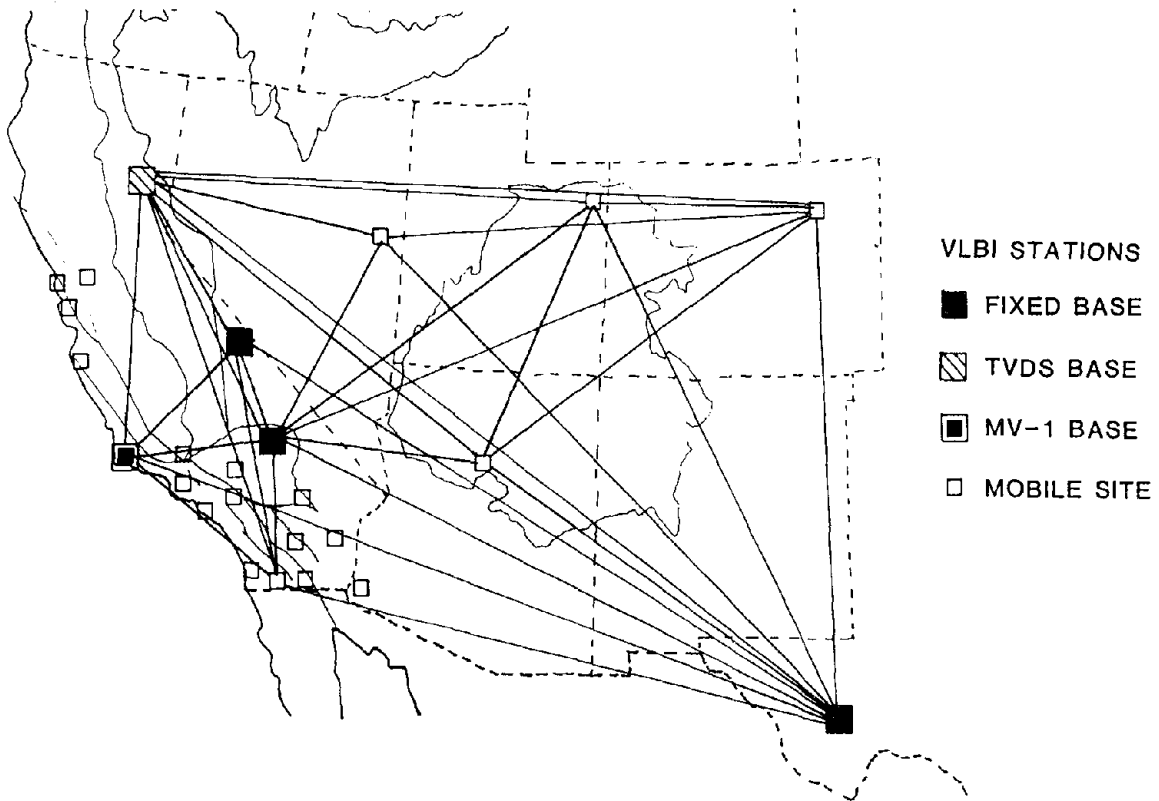 VLBI STATIONS
FIXED BASE
TVDS BASE
MV-1 BASE
MOBILE SITE